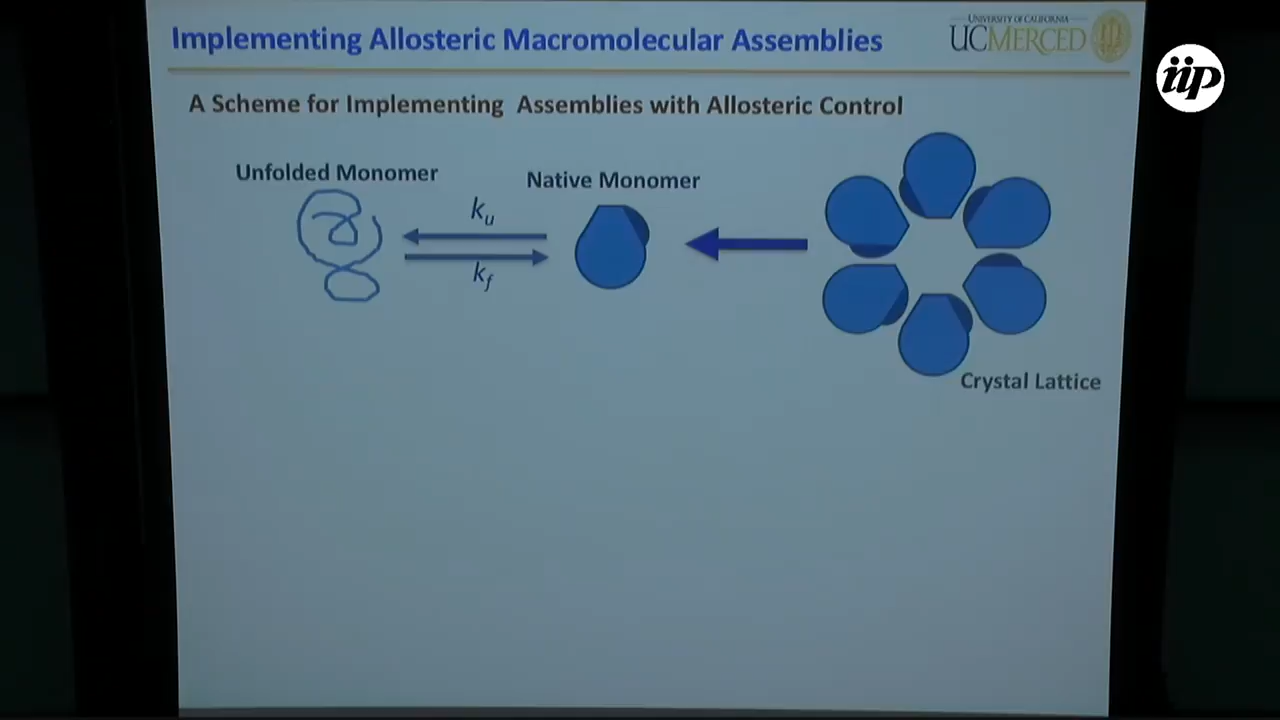 Implementing Allosteric Macromolecular Assemblies
UNIVERSITY OF CALIFORNIA
UCMERCED
iip
A Scheme for Implementing Assemblies with Allosteric Control
Unfolded Monomer
Native Monomer
ku
kf
Crystal Lattice